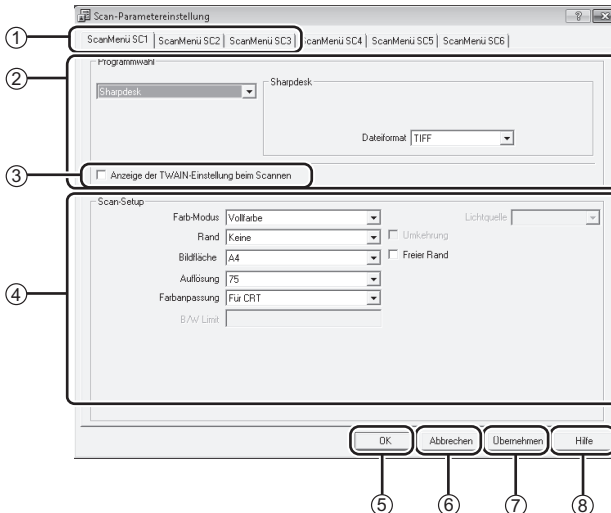 Scan-Parametereinstellung
① ScanMenü SC1 ScanMenü SC2 ScanMenü SC3 ScanMenü SC4 ScanMenü SC5 ScanMenü SC6
② Programmwahl
Sharpdesk
Sharpdesk
Dateiformat TIFF
③ Anzeige der TWAIN-Einstellung beim Scannen
④ Scan-Setup
Farb-Modus Vollfarbe Lichtquelle
Rand Keine Umkehrung
Bildfläche A4 Freier Rand
Auflösung 75
Farbanpassung Für CRT
B/W Limit
OK Abbrechen Übernehmen Hilfe
⑤ ⑥ ⑦ ⑧